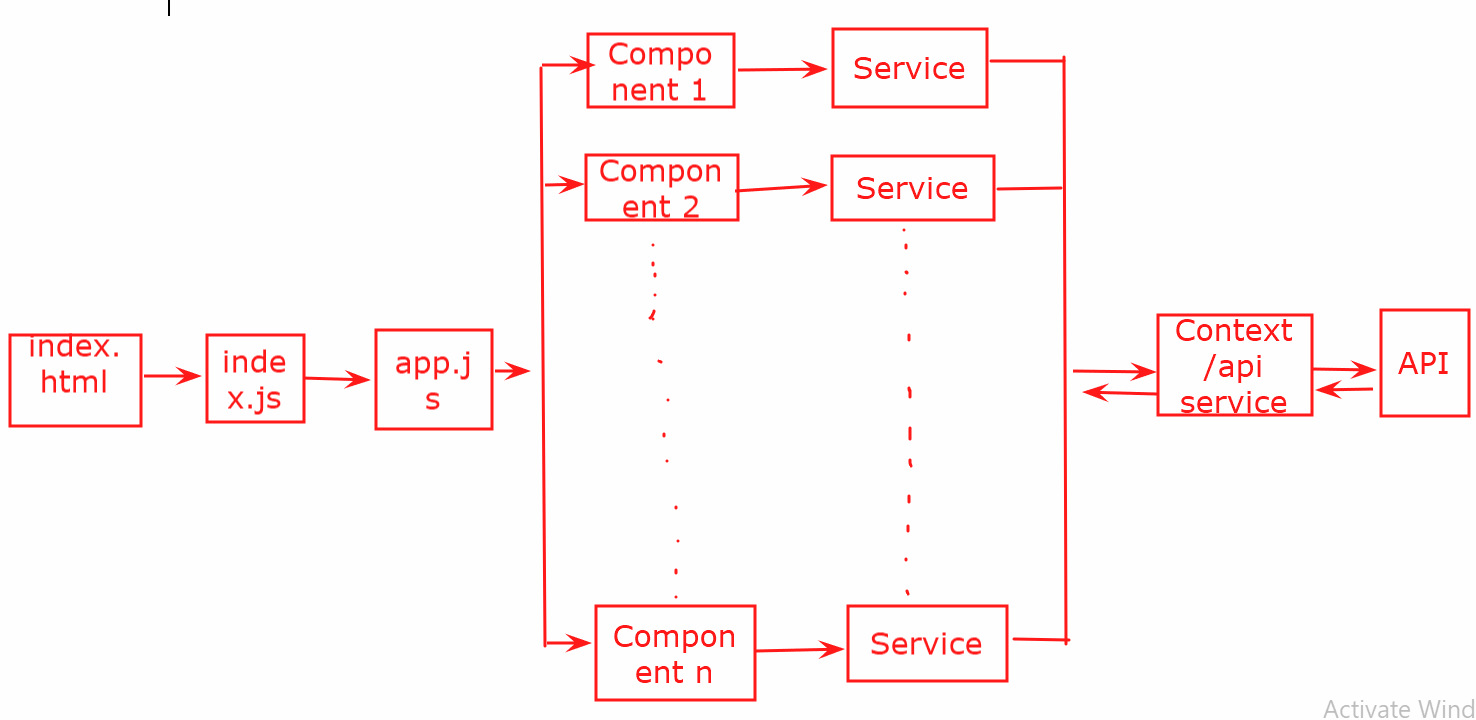 Compo
nent 1
Service
Compon
ent 2
Service
index.
html
inde
x.js
app.j
s
Context
/api
service
API
Compon
ent n
Service
Activate Wind